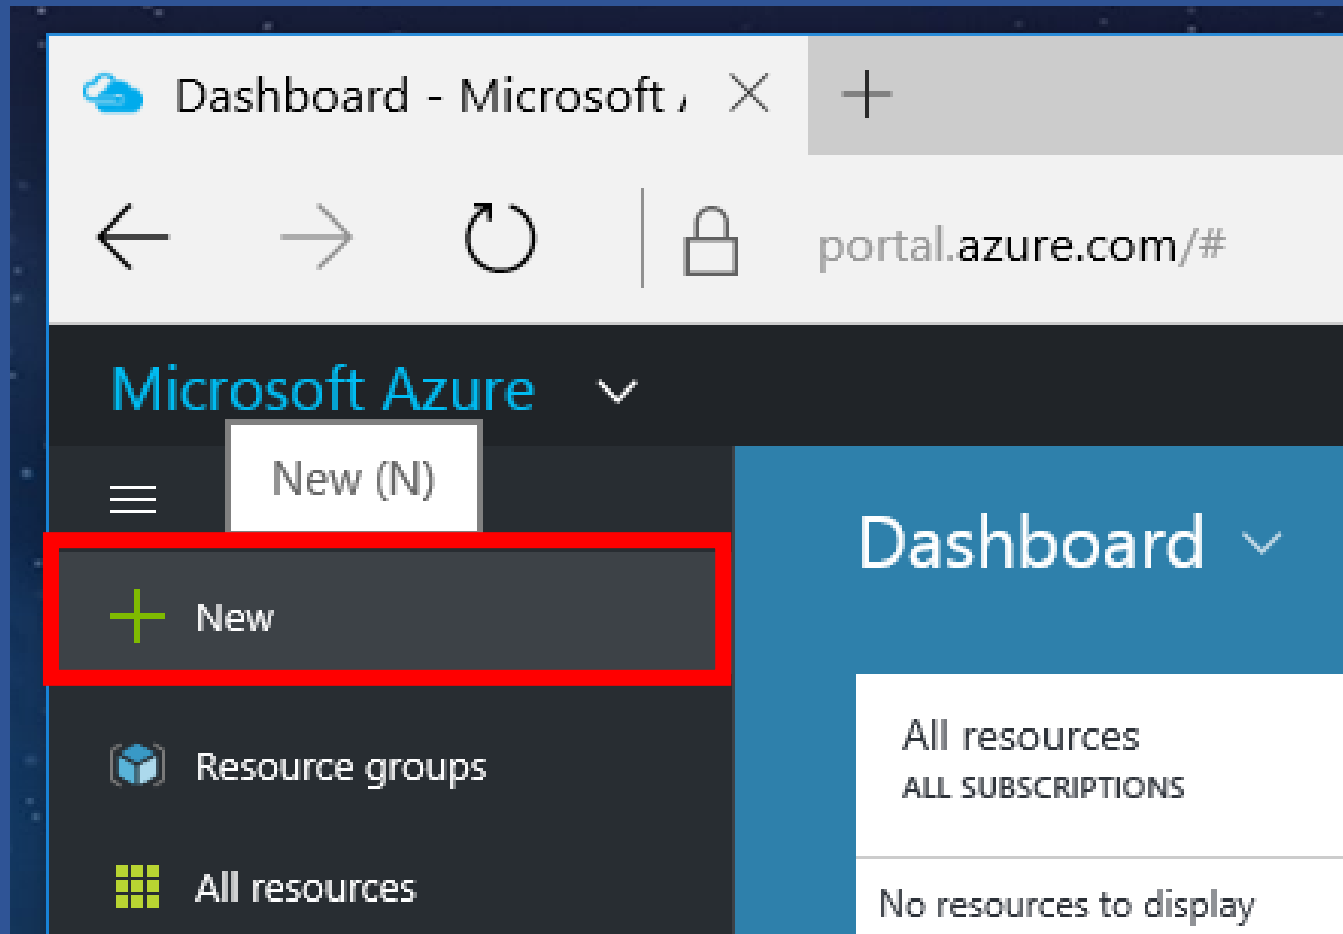 Dashboard - Microsoft
portal.azure.com/#
Microsoft Azure
New (N)
New
Resource groups
All resources
Dashboard
All resources
ALL SUBSCRIPTIONS
No resources to display